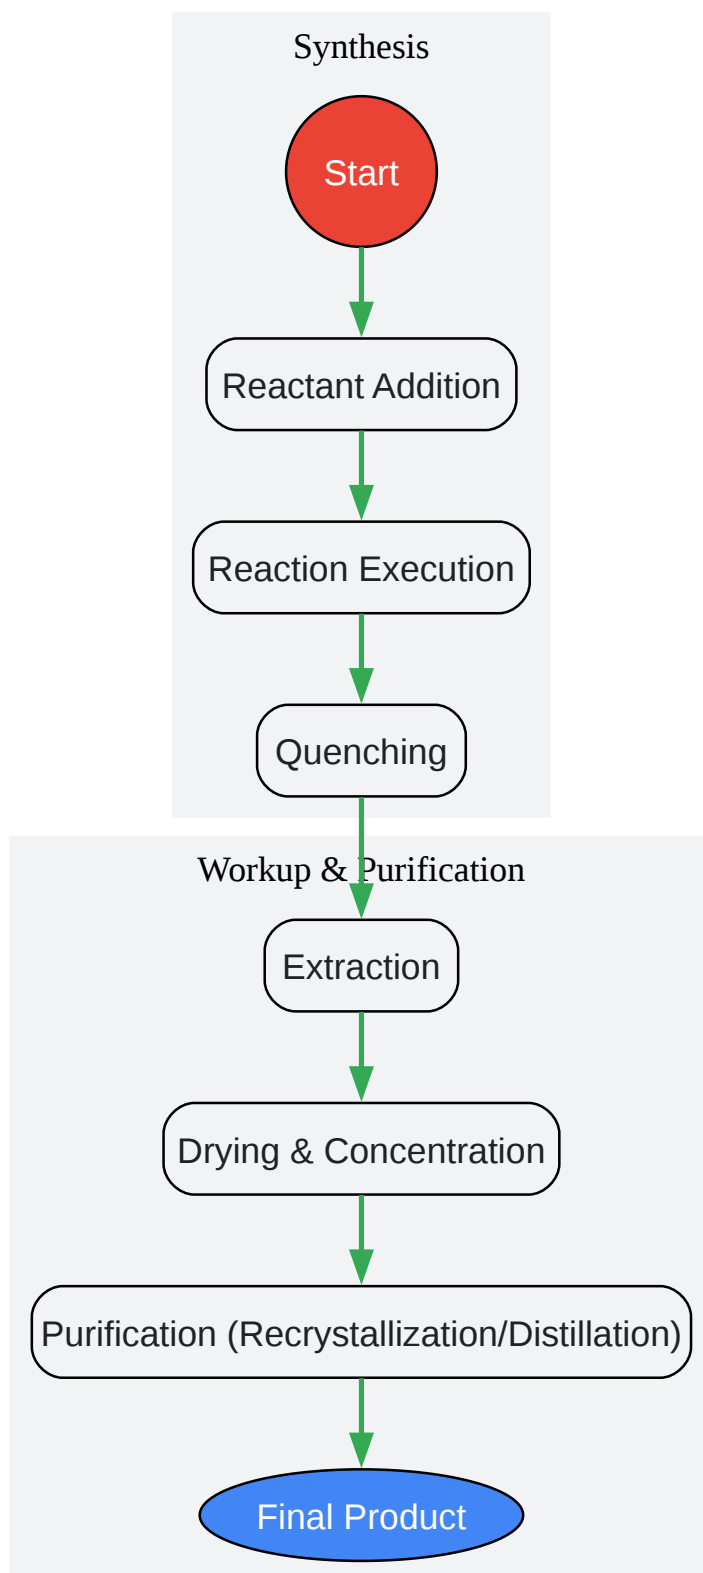 Synthesis
Start
Reactant Addition
Reaction Execution
Quenching
Workup & Purification
Extraction
Drying & Concentration
Purification (Recrystallization/Distillation)
Final Product